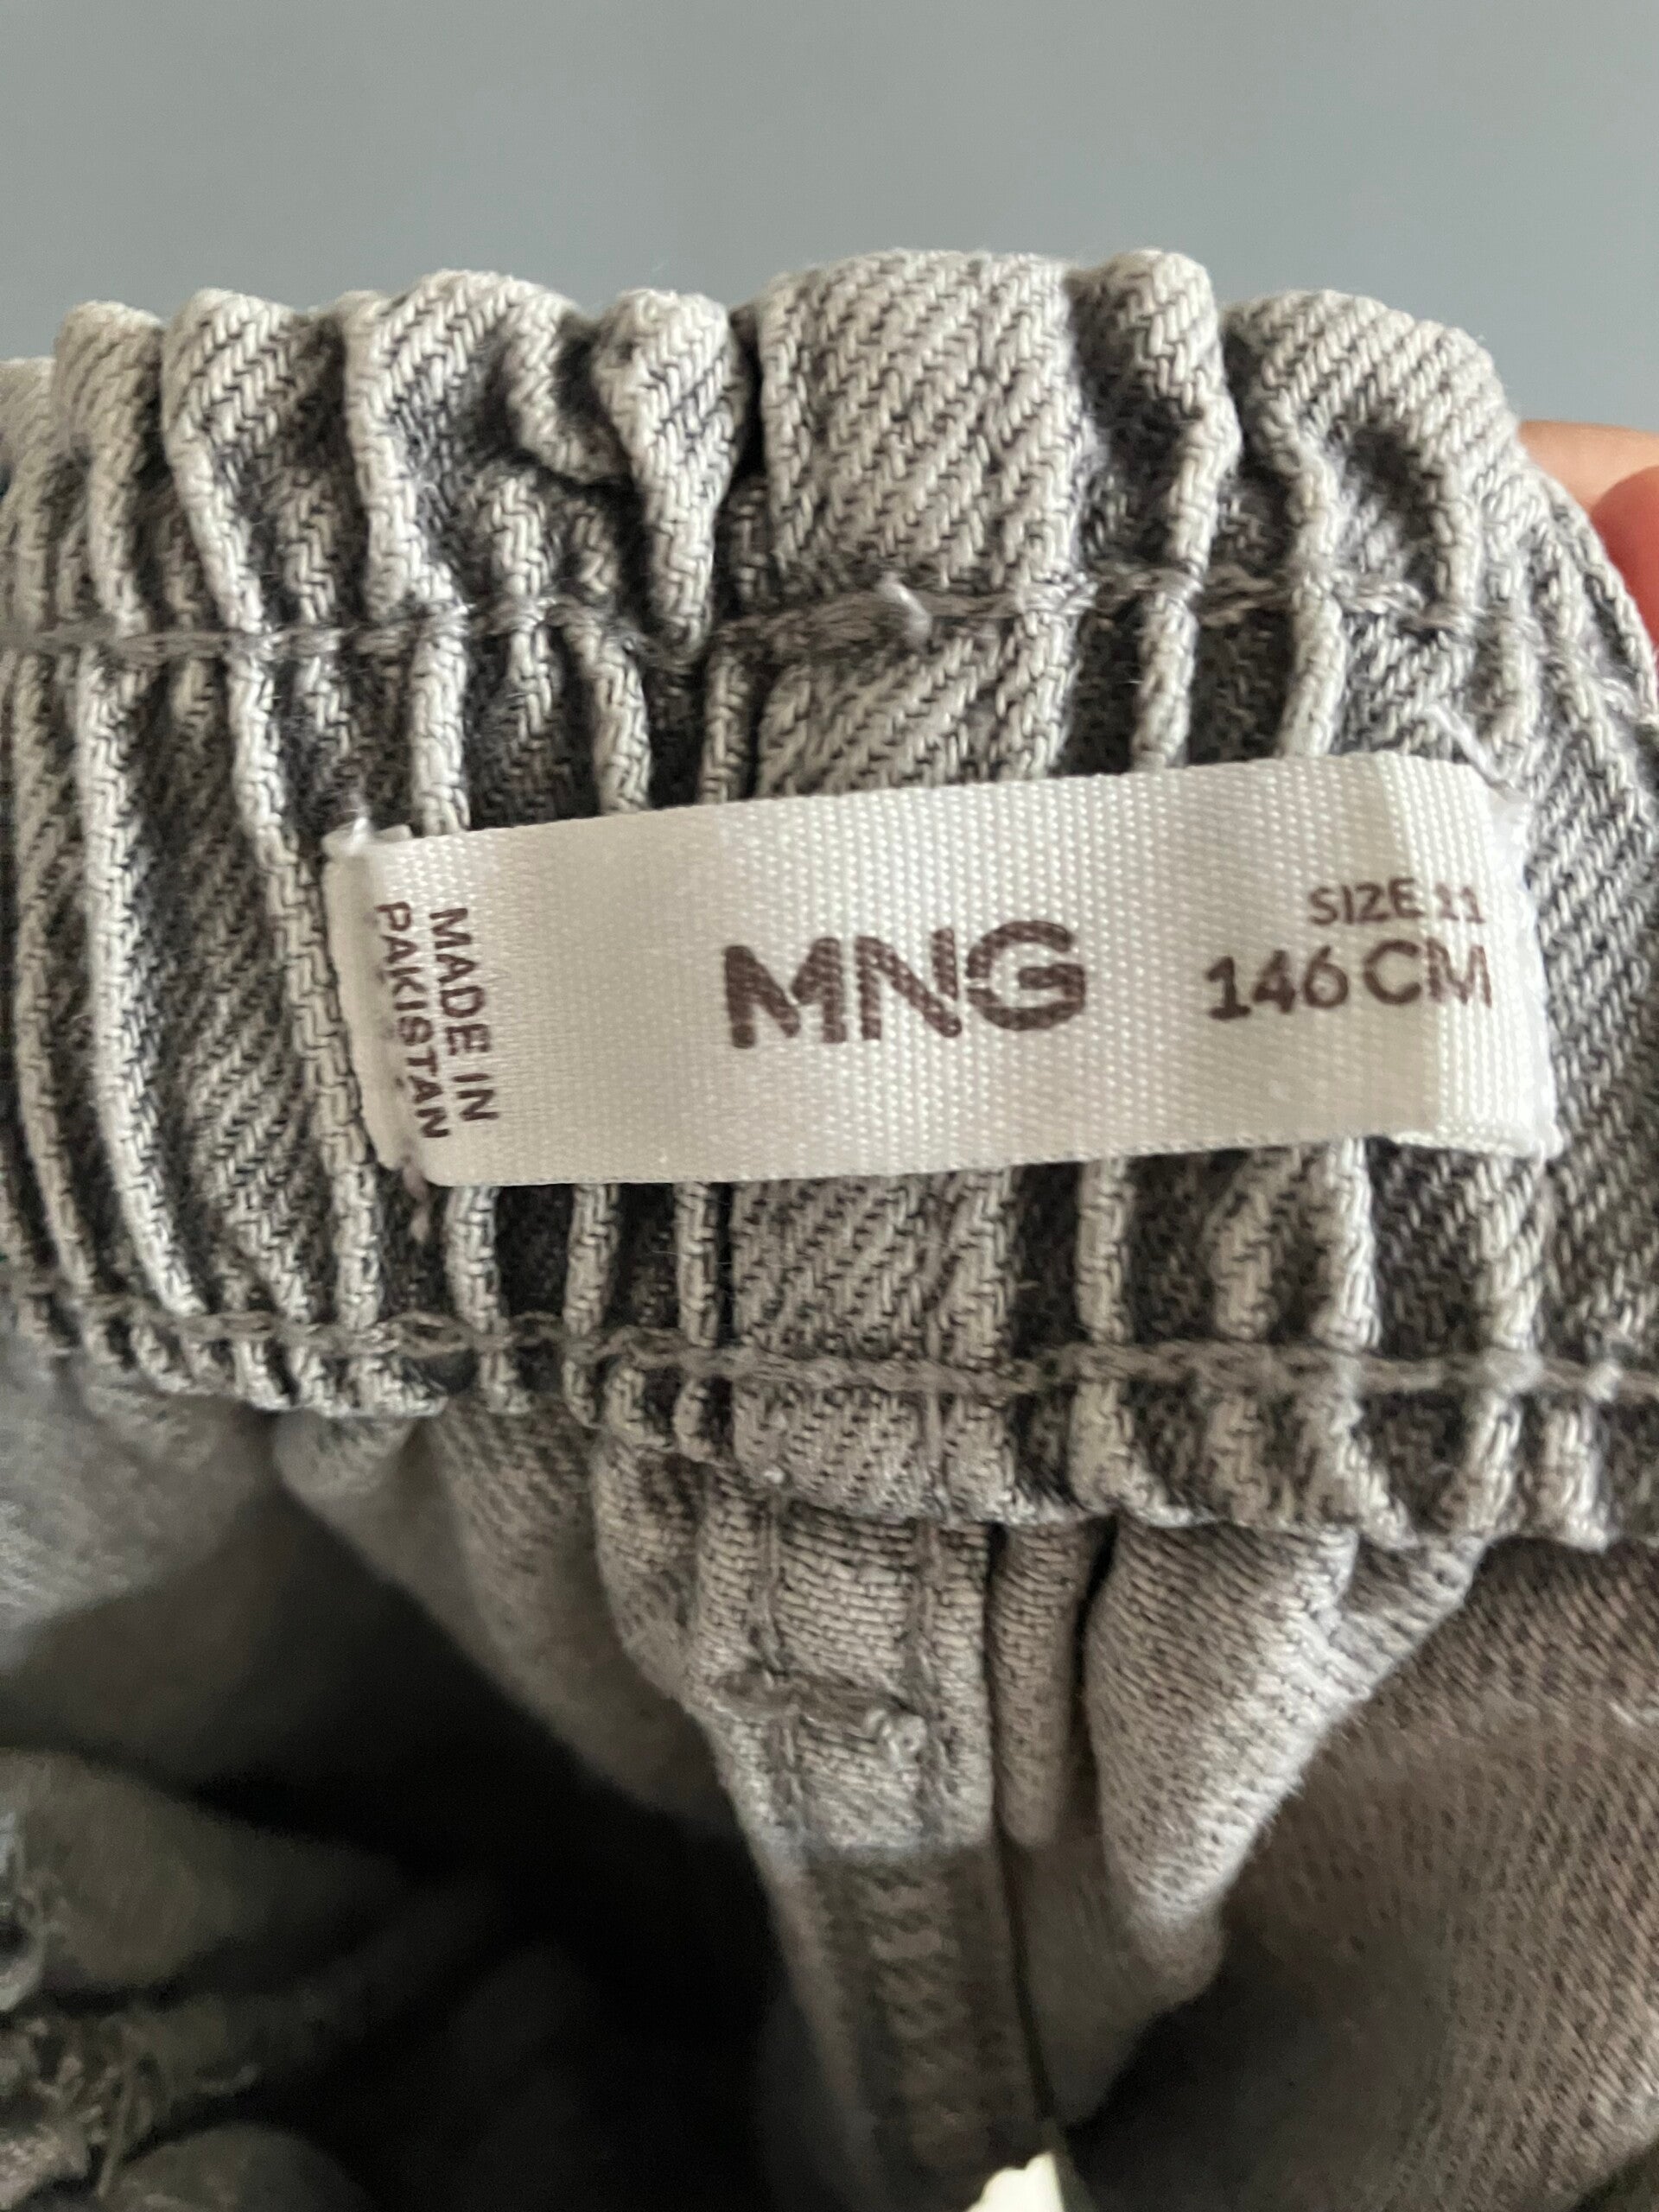 MADE IN
PAKISTAN
MNG
SIZE 11
146 CM